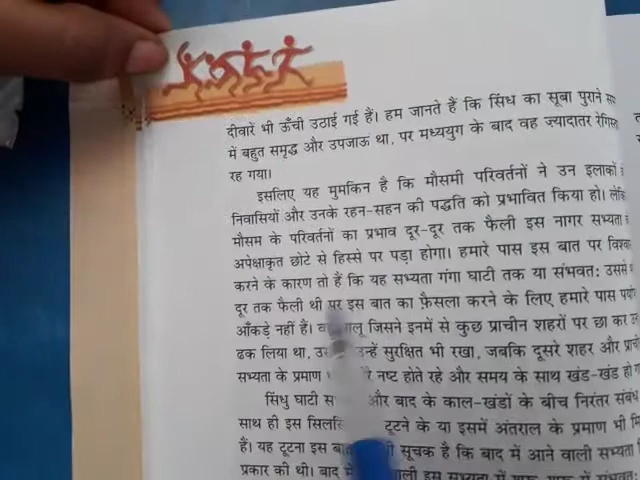 दीवारें भी ऊँची उठाई गई हैं। हम जानते हैं कि सिंध का सूबा पुराने
में बहुत समृद्ध और उपजाऊ था, पर मध्ययुग के बाद वह ज़्यादातर
रह गया।
इसलिए यह मुमकिन है कि मौसमी परिवर्तनों ने उन इलाकों
निवासियों और उनके रहन-सहन की पद्धति को प्रभावित किया हो।
मौसम के परिवर्तनों का प्रभाव दूर-दूर तक फैली इस नागर सभ्यता
अपेक्षाकृत छोटे से हिस्से पर पड़ा होगा। हमारे पास इस बात पर
करने के कारण तो हैं कि यह सभ्यता गंगा घाटी तक या संभवत: उससे
दूर तक फैली थी पर इस बात का फ़ैसला करने के लिए हमारे पास
आँकड़े नहीं हैं। जिसने इनमें से कुछ प्राचीन शहरों पर छा कर
ढक लिया था, उन्हें सुरक्षित भी रखा, जबकि दूसरे शहर और
सभ्यता के प्रमाण नष्ट होते रहे और समय के साथ खंड-खंड हो
सिंधु घाटी और बाद के काल-खंडों के बीच निरंतर संबंध
साथ ही इस टूटने के या इसमें अंतराल के प्रमाण भी
हैं। यह टूटना इस सूचक है कि बाद में आने वाली सभ्यता
प्रकार की थी। बाद में वाली इस सभ्यता में